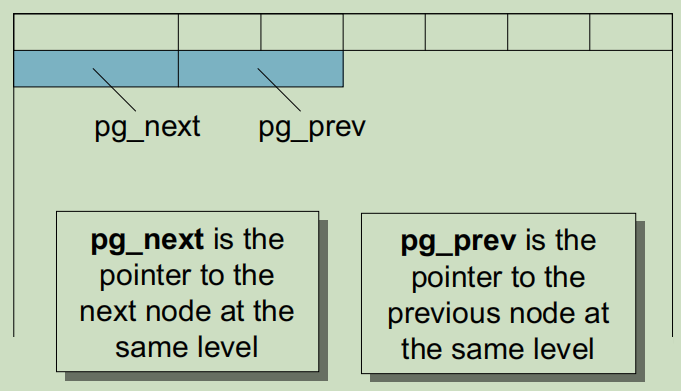 pg_next
pg_prev
pg_next is the
pointer to the
next node at the
same level
pg_prev is the
pointer to the
previous node at
the same level